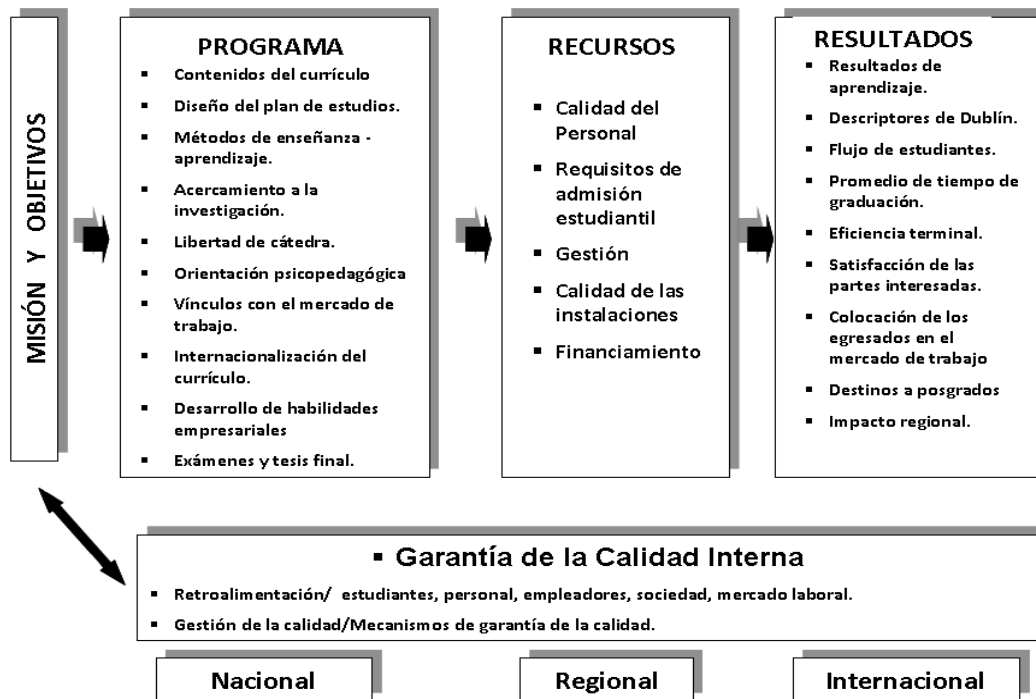 MISIÓN Y OBJETIVOS
PROGRAMA
▪ Contenidos del currículo
▪ Diseño del plan de estudios.
▪ Métodos de enseñanza -
aprendizaje.
▪ Acercamiento a la
investigación.
▪ Libertad de cátedra.
▪ Orientación psicopedagógica
▪ Vínculos con el mercado de
trabajo.
▪ Internacionalización del
currículo.
▪ Desarrollo de habilidades
empresariales
▪ Exámenes y tesis final.
RECURSOS
▪ Calidad del
Personal
▪ Requisitos de
admisión
estudiantil
▪ Gestión
▪ Calidad de las
instalaciones
▪ Financiamiento
RESULTADOS
▪ Resultados de
aprendizaje.
▪ Descriptores de Dublín.
▪ Flujo de estudiantes.
▪ Promedio de tiempo de
graduación.
▪ Eficiencia terminal.
▪ Satisfacción de las
partes interesadas.
▪ Colocación de los
egresados en el
mercado de trabajo
▪ Destinos a posgrados
▪ Impacto regional.
▪ Garantía de la Calidad Interna
▪ Retroalimentación/ estudiantes, personal, empleadores, sociedad, mercado laboral.
▪ Gestión de la calidad/Mecanismos de garantía de la calidad.
Nacional
Regional
Internacional